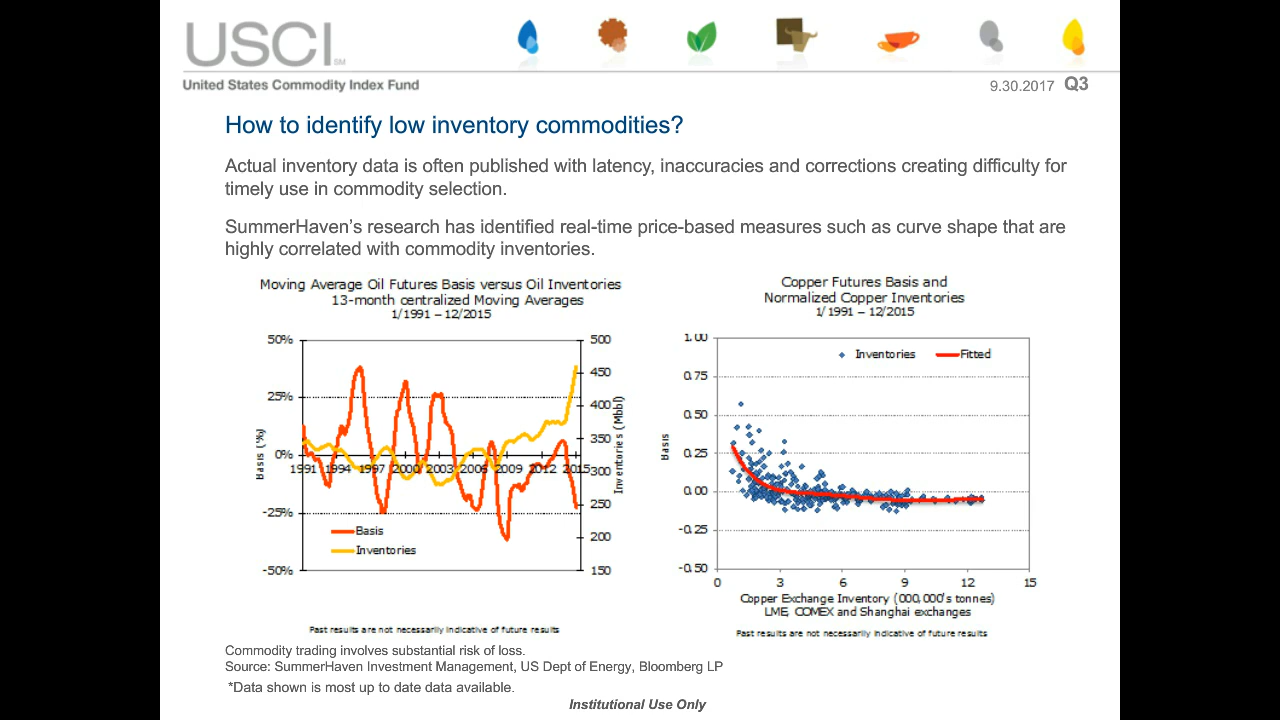 USCI SM
United States Commodity Index Fund
9.30.2017 Q3
How to identify low inventory commodities?
Actual inventory data is often published with latency, inaccuracies and corrections creating difficulty for
timely use in commodity selection.
SummerHaven's research has identified real-time price-based measures such as curve shape that are
highly correlated with commodity inventories.
Moving Average Oil Futures Basis versus Oil Inventories
13-month centralized Moving Averages
1/1991 – 12/2015
50%
25%
0%
-25%
-50%
Basis (%)
500
450
400
350
300
250
200
150
Inventories (Mbbl)
1991 1994 1997 2000 2003 2006 2009 2012 2015
Basis
Inventories
Past results are not necessarily indicative of future results
Copper Futures Basis and
Normalized Copper Inventories
1/1991 – 12/2015
1.00
0.75
0.50
0.25
0.00
-0.25
-0.50
Basis
Inventories Fitted
0 3 6 9 12 15
Copper Exchange Inventory (000,000's tonnes)
LME, COMEX and Shanghai exchanges
Past results are not necessarily indicative of future results
Commodity trading involves substantial risk of loss.
Source: SummerHaven Investment Management, US Dept of Energy, Bloomberg LP
*Data shown is most up to date data available.
Institutional Use Only